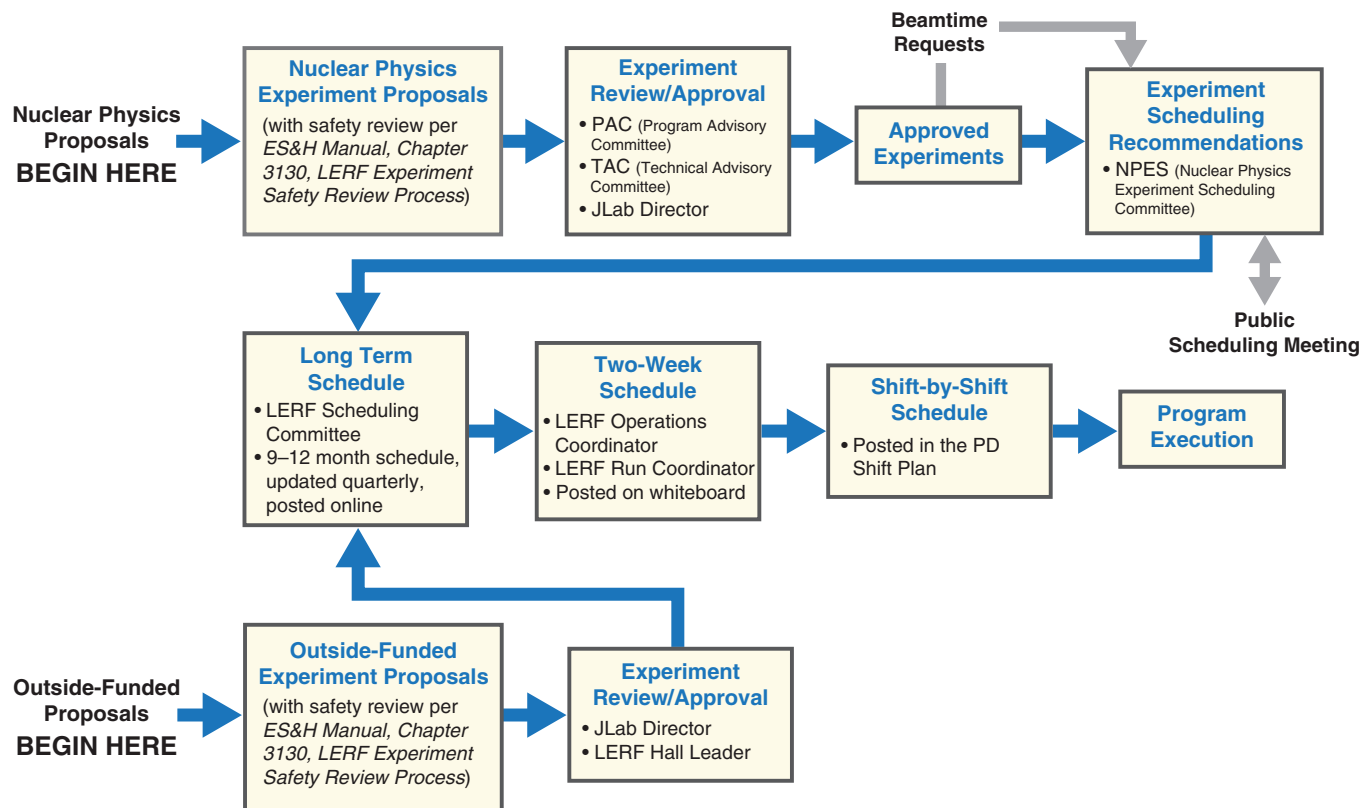 Nuclear Physics
Proposals
BEGIN HERE
Nuclear Physics
Experiment Proposals
(with safety review per
ES&H Manual, Chapter
3130, LERF Experiment
Safety Review Process)
Experiment
Review/Approval
• PAC (Program Advisory
Committee)
• TAC (Technical Advisory
Committee)
• JLab Director
Beamtime
Requests
Approved
Experiments
Experiment
Scheduling
Recommendations
• NPES (Nuclear Physics
Experiment Scheduling
Committee)
Public
Scheduling Meeting
Long Term
Schedule
• LERF Scheduling
Committee
• 9–12 month schedule,
updated quarterly,
posted online
Two-Week
Schedule
• LERF Operations
Coordinator
• LERF Run Coordinator
• Posted on whiteboard
Shift-by-Shift
Schedule
• Posted in the PD
Shift Plan
Program
Execution
Outside-Funded
Proposals
BEGIN HERE
Outside-Funded
Experiment Proposals
(with safety review per
ES&H Manual, Chapter
3130, LERF Experiment
Safety Review Process)
Experiment
Review/Approval
• JLab Director
• LERF Hall Leader